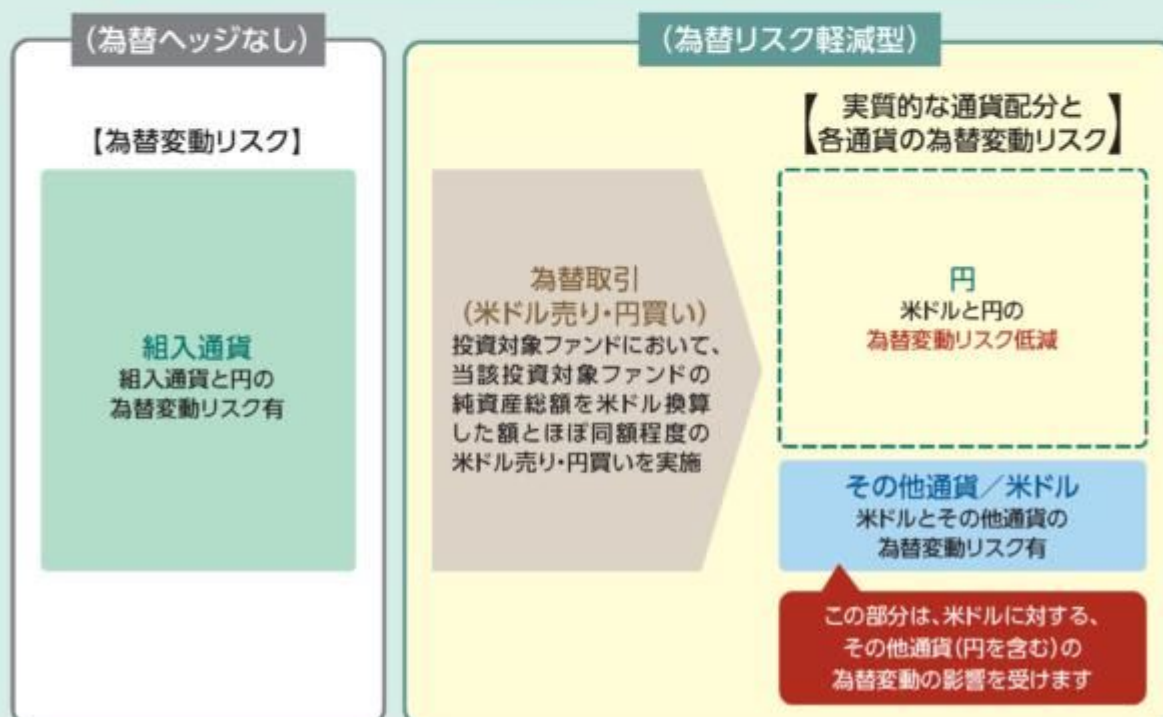 (為替ヘッジなし)
【為替変動リスク】
組入通貨
組入通貨と円の
為替変動リスク有
(為替リスク軽減型)
為替取引
(米ドル売り・円買い)
投資対象ファンドにおいて、
当該投資対象ファンドの
純資産総額を米ドル換算
した額とほぼ同額程度の
米ドル売り・円買いを実施
【実質的な通貨配分と
各通貨の為替変動リスク】
円
米ドルと円の
為替変動リスク低減
その他通貨／米ドル
米ドルとその他通貨の
為替変動リスク有
この部分は、米ドルに対する、
その他通貨(円を含む)の
為替変動の影響を受けます